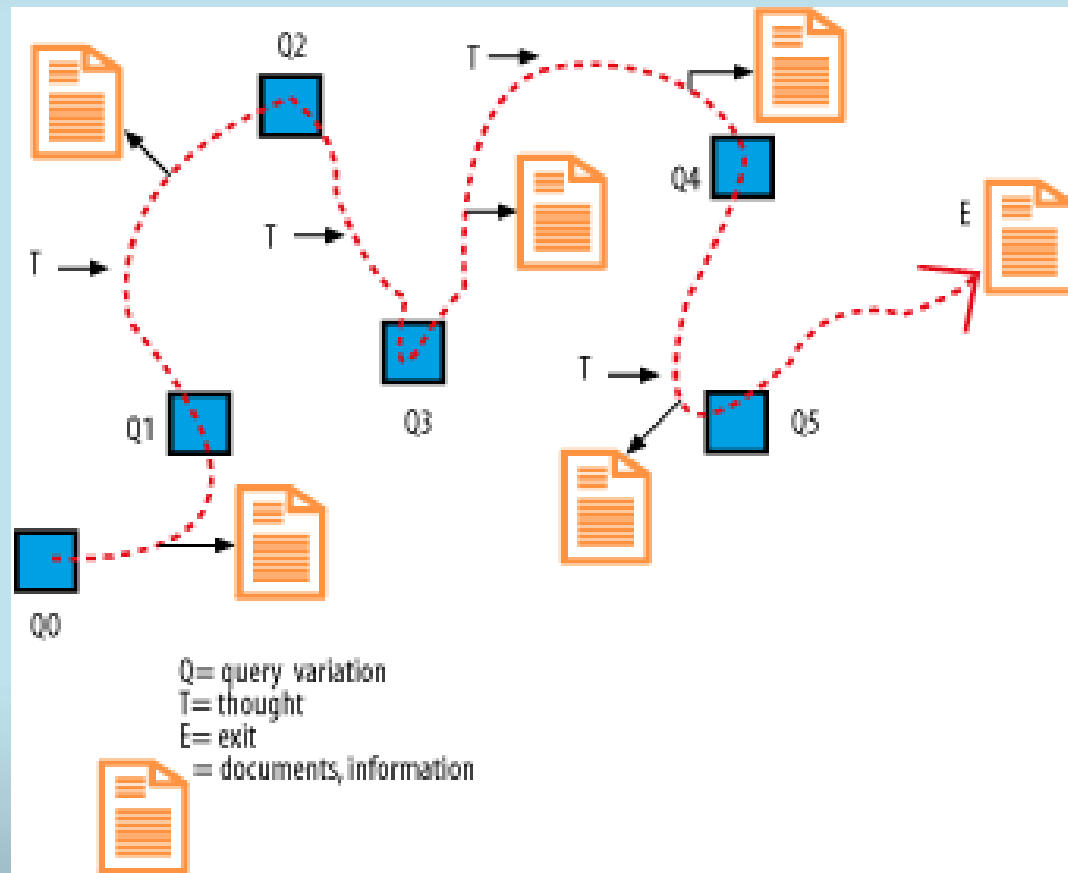 Q2
T
Q4
E
T
T
T
Q1
Q3
Q5
Q0
Q= query variation
T= thought
E= exit
= documents, information